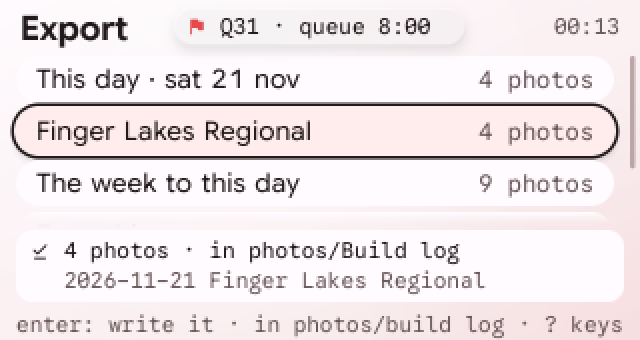 Export
Q31 · queue 8:00
00:13
This day · sat 21 nov
4 photos
Finger Lakes Regional
4 photos
The week to this day
9 photos
4 photos · in photos/Build log
2026-11-21 Finger Lakes Regional
enter: write it · in photos/build log · ? keys